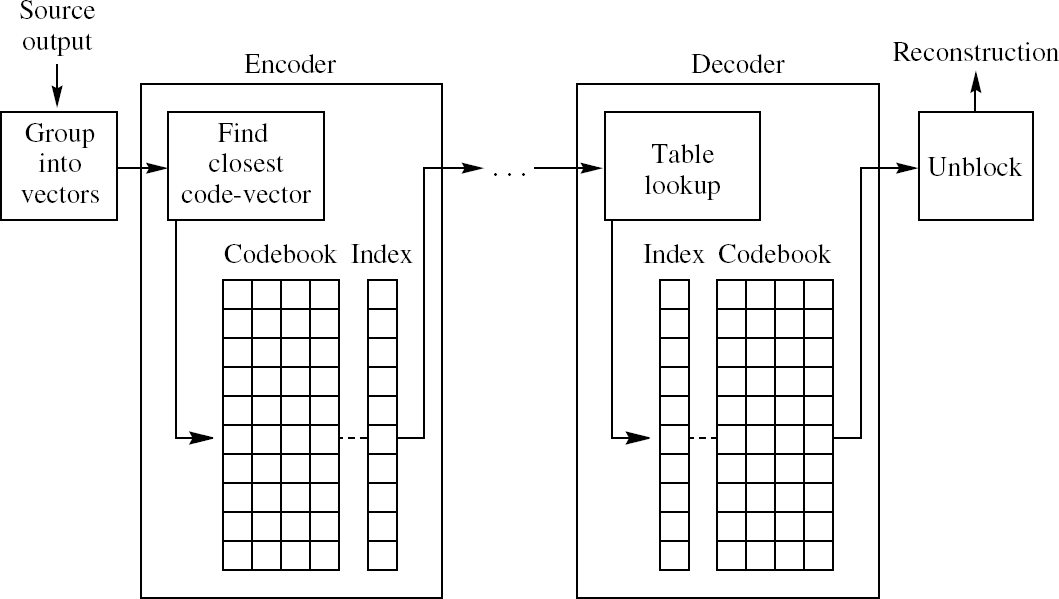 Source
output
Encoder
Decoder
Reconstruction
Group
into
vectors
Find
closest
code-vector
. . .
Table
lookup
Unblock
Codebook Index
Index Codebook